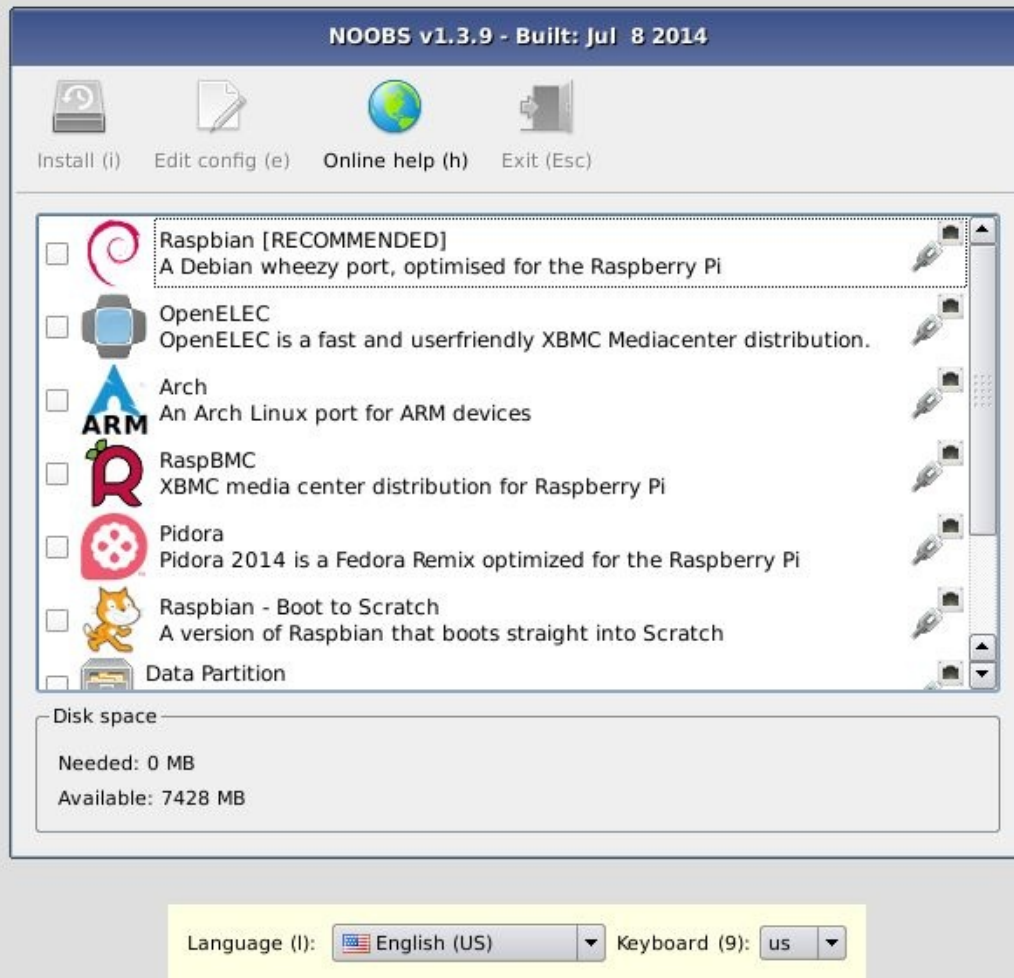 NOOBS v1.3.9 - Built: Jul  8 2014
Install (i)
Edit config (e)
Online help (h)
Exit (Esc)
Raspbian [RECOMMENDED]
A Debian wheezy port, optimised for the Raspberry Pi
OpenELEC
OpenELEC is a fast and userfriendly XBMC Mediacenter distribution.
ARM
Arch
An Arch Linux port for ARM devices
RaspBMC
XBMC media center distribution for Raspberry Pi
Pidora
Pidora 2014 is a Fedora Remix optimized for the Raspberry Pi
Raspbian - Boot to Scratch
A version of Raspbian that boots straight into Scratch
Data Partition
Disk space
Needed: 0 MB
Available: 7428 MB
Language (l): English (US) Keyboard (9): us